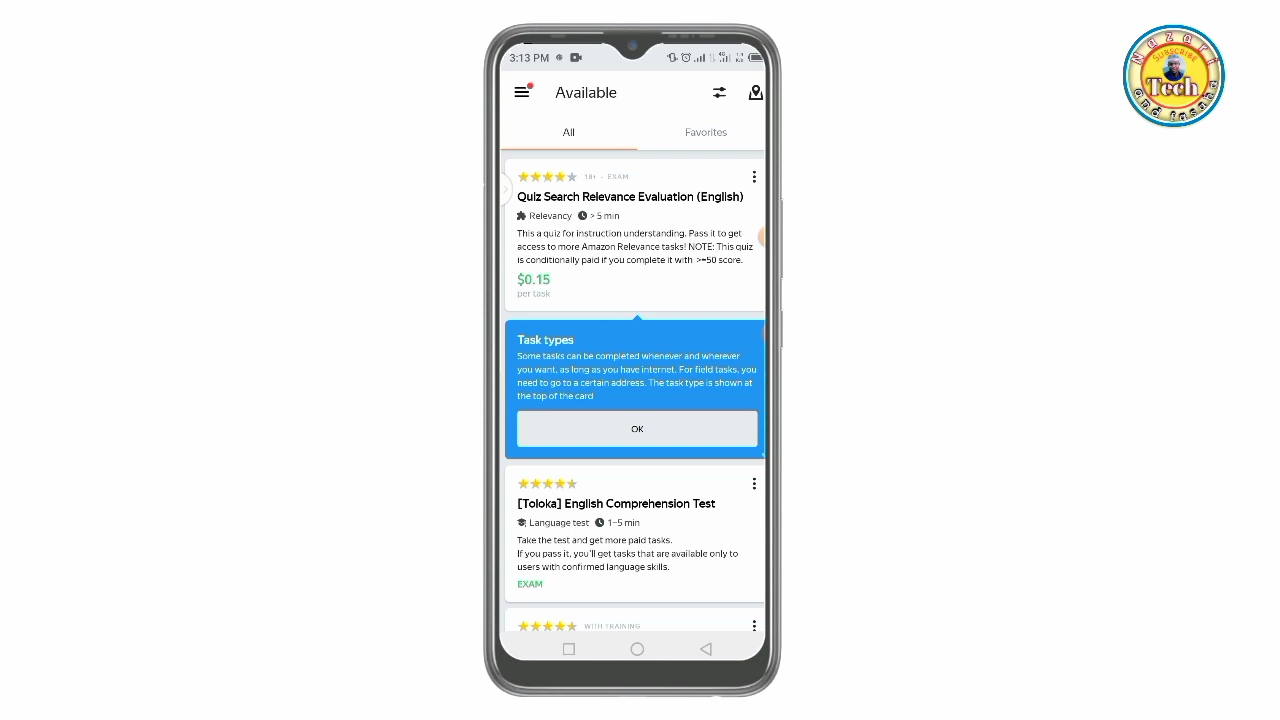 3:13 PM
Available
All
Favorites
18+ - EXAM
Quiz Search Relevance Evaluation (English)
Relevancy > 5 min
This a quiz for instruction understanding. Pass it to get
access to more Amazon Relevance tasks! NOTE: This quiz
is conditionally paid if you complete it with >=50 score.
$0.15
per task
Task types
Some tasks can be completed whenever and wherever
you want, as long as you have internet. For field tasks, you
need to go to a certain address. The task type is shown at
the top of the card
OK
[Toloka] English Comprehension Test
Language test 1–5 min
Take the test and get more paid tasks.
If you pass it, you'll get tasks that are available only to
users with confirmed language skills.
EXAM
WITH TRAINING
Nazari
SUBSCRIBE
Tech